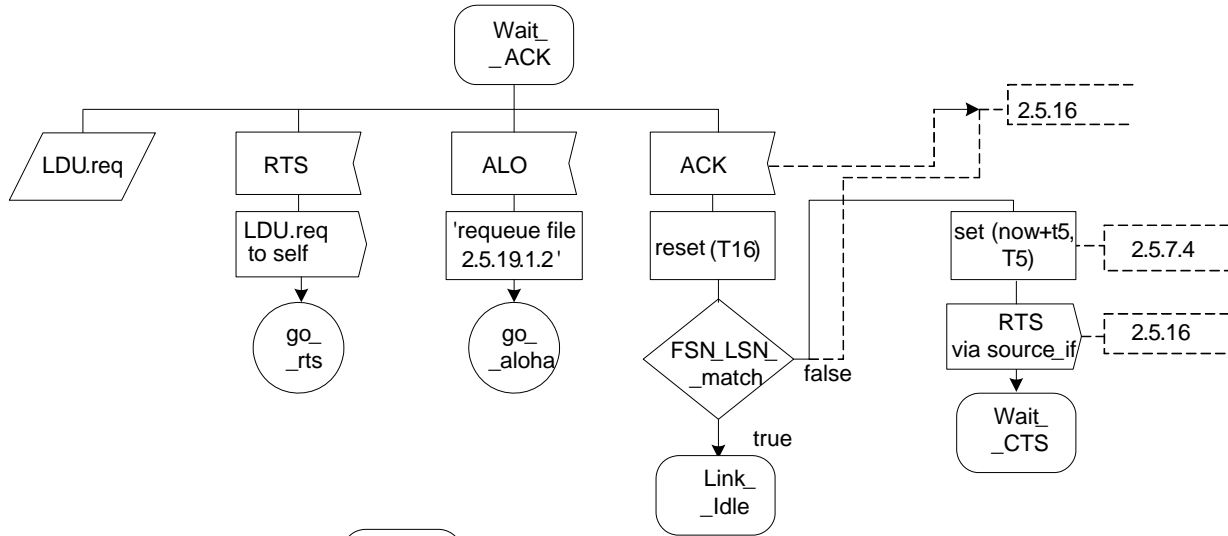 Wait_
_ACK
2.5.16
LDU.req
RTS
ALO
ACK
LDU.req
to self
'requeue file
2.5.19.1.2'
reset (T16)
set (now+t5,
T5)
2.5.7.4
go_
_rts
go_
_aloha
FSN_LSN_
_match
false
RTS
via source_if
2.5.16
true
Wait_
_CTS
Link_
_Idle